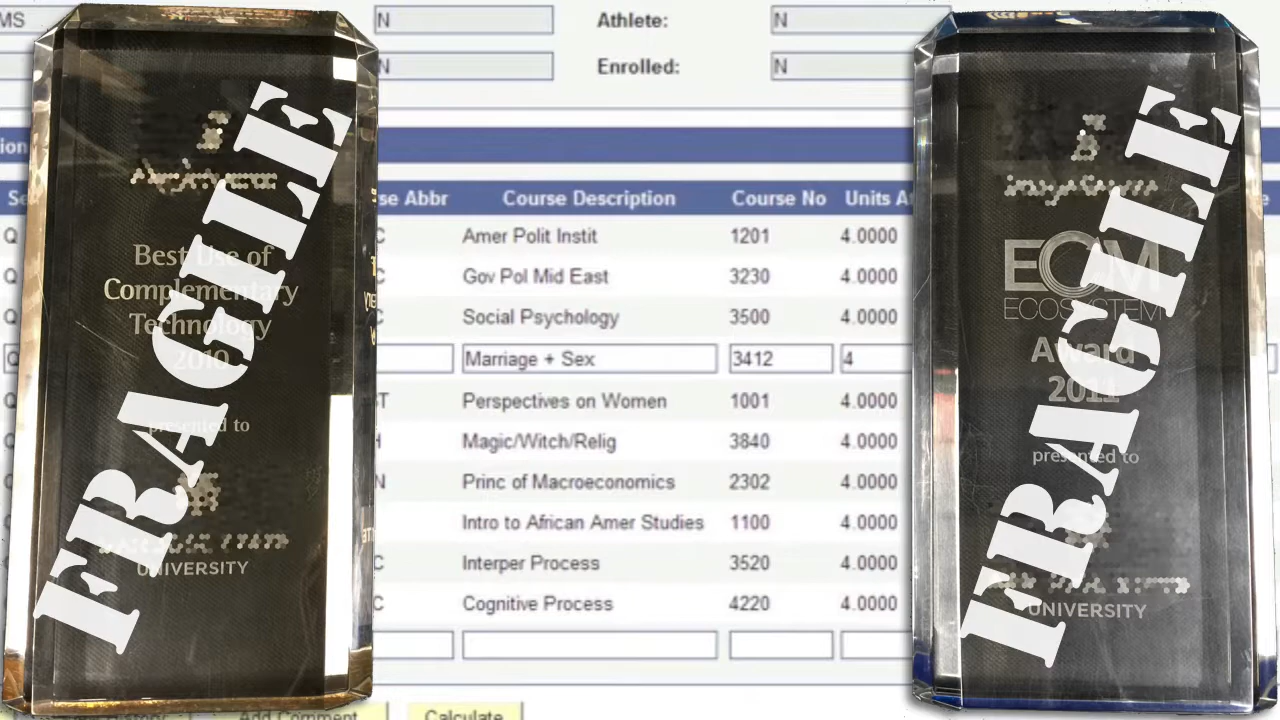 MS N Athlete: N
N Enrolled: N
Course Description Course No
Amer Polit Instit 1201 4.0000
Gov Pol Mid East 3230 4.0000
Social Psychology 3500 4.0000
Marriage + Sex 3412 4
Perspectives on Women 1001 4.0000
Magic/Witch/Relig 3840 4.0000
Princ of Macroeconomics 2302 4.0000
Intro to African Amer Studies 1100 4.0000
Interper Process 3520 4.0000
Cognitive Process 4220 4.0000
Add Comment Calculate
Best Use of
Complementary
Technology
2010
presented to
UNIVERSITY
FRAGILE
ECM
ECOSYSTEM
Award
2011
presented to
UNIVERSITY
FRAGILE